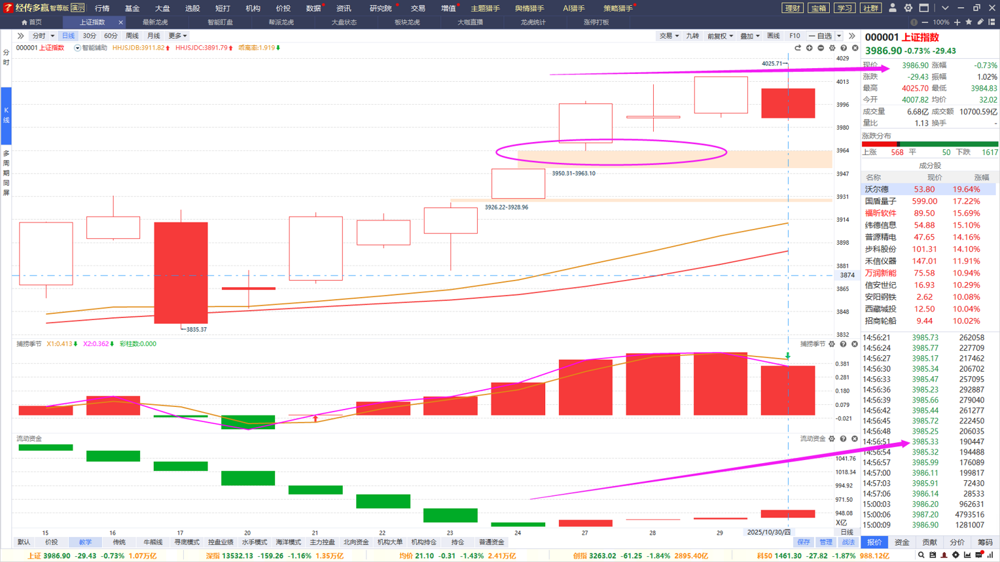 经传多赢 智尊版 演示 行情 基金 大盘 选股 短打 机构 价投 数据 资讯 研究院 交易 增值 主题猎手 舆情猎手 AI猎手 策略猎手 理财 宝箱 学习 社群
首页 上证指数 × 最新龙虎 智能盯盘 帮派龙虎 大盘状态 板块龙虎 大咖直播 龙虎统计 涨停打板 100%
分时 日线 30分 60分 周线 月线 更多 交易 九转 前复权 叠加 画线 F10 一自选
000001 上证指数
3986.90 -0.73% -29.43
000001 上证指数 智能辅助 HHJSJDB:3911.82 HHJSJDC:3891.79 乖离率:1.919
分时
K线
多周期同屏
4025.71→
3950.31-3963.10
3926.22-3928.96
←3835.37
4029
4013
3996
3980
3964
3947
3931
3914
3898
3881
3874
3865
3848
3832
现价 3986.90 涨幅 -0.73%
涨跌 -29.43 振幅 1.02%
最高 4025.70 最低 3984.83
今开 4007.82 均价 32.02
成交量 6.68亿 成交额 10700.59亿
量比 1.13 换手 -
涨跌分布
上涨 568 平 50 下跌 1617
成分股
名称 现价 涨幅
沃尔德 53.80 19.64%
国盾量子 599.00 17.22%
福昕软件 89.50 15.69%
纬德信息 54.88 15.10%
普源精电 47.65 14.16%
步科股份 101.31 14.10%
禾信仪器 147.01 11.91%
万润新能 75.58 10.94%
信安世纪 16.93 10.29%
安阳钢铁 2.62 10.08%
西藏城投 12.50 10.04%
招商轮船 9.44 10.02%
14:56:21 3985.73 262058
14:56:24 3985.77 227709
14:56:27 3985.17 217462
14:56:30 3985.34 206702
14:56:33 3985.47 257095
14:56:36 3985.23 292887
14:56:39 3985.66 279040
14:56:42 3985.44 261277
14:56:45 3985.72 222450
14:56:48 3985.25 206035
14:56:51 3985.33 190447
14:56:54 3985.32 194488
14:56:57 3985.99 176089
14:57:00 3986.11 199817
14:57:03 3985.91 72430
14:57:06 3986.14 28533
15:00:03 3986.20 962631
15:00:06 3987.20 4793516
15:00:09 3986.90 1281007
捕捞季节 X1:0.413 X2:0.362 彩柱数:0.000 捕捞季节
0.381
0.281
0.180
0.079
-0.021
流动资金 流动资金
1041.76
1018.34
994.92
971.50
948.08
X亿
15 16 17 20 21 22 23 24 27 28 29 2025/10/30/四 日线
默认 价投 教学 传统 牛熊线 寻底模式 控盘业绩 水手模式 海洋模式 主力控盘 北向资金 机构大单 机构持仓 持仓 普通资金 保存 管理 战法 报价 资金 贡献 分价 筹码
上证 3986.90 -29.43 -0.73% 1.07万亿 深指 13532.13 -159.26 -1.16% 1.35万亿 均价 21.10 -0.31 -1.43% 2.41万亿 创指 3263.02 -61.25 -1.84% 2895.40亿 科50 1461.30 -27.82 -1.87% 988.12亿